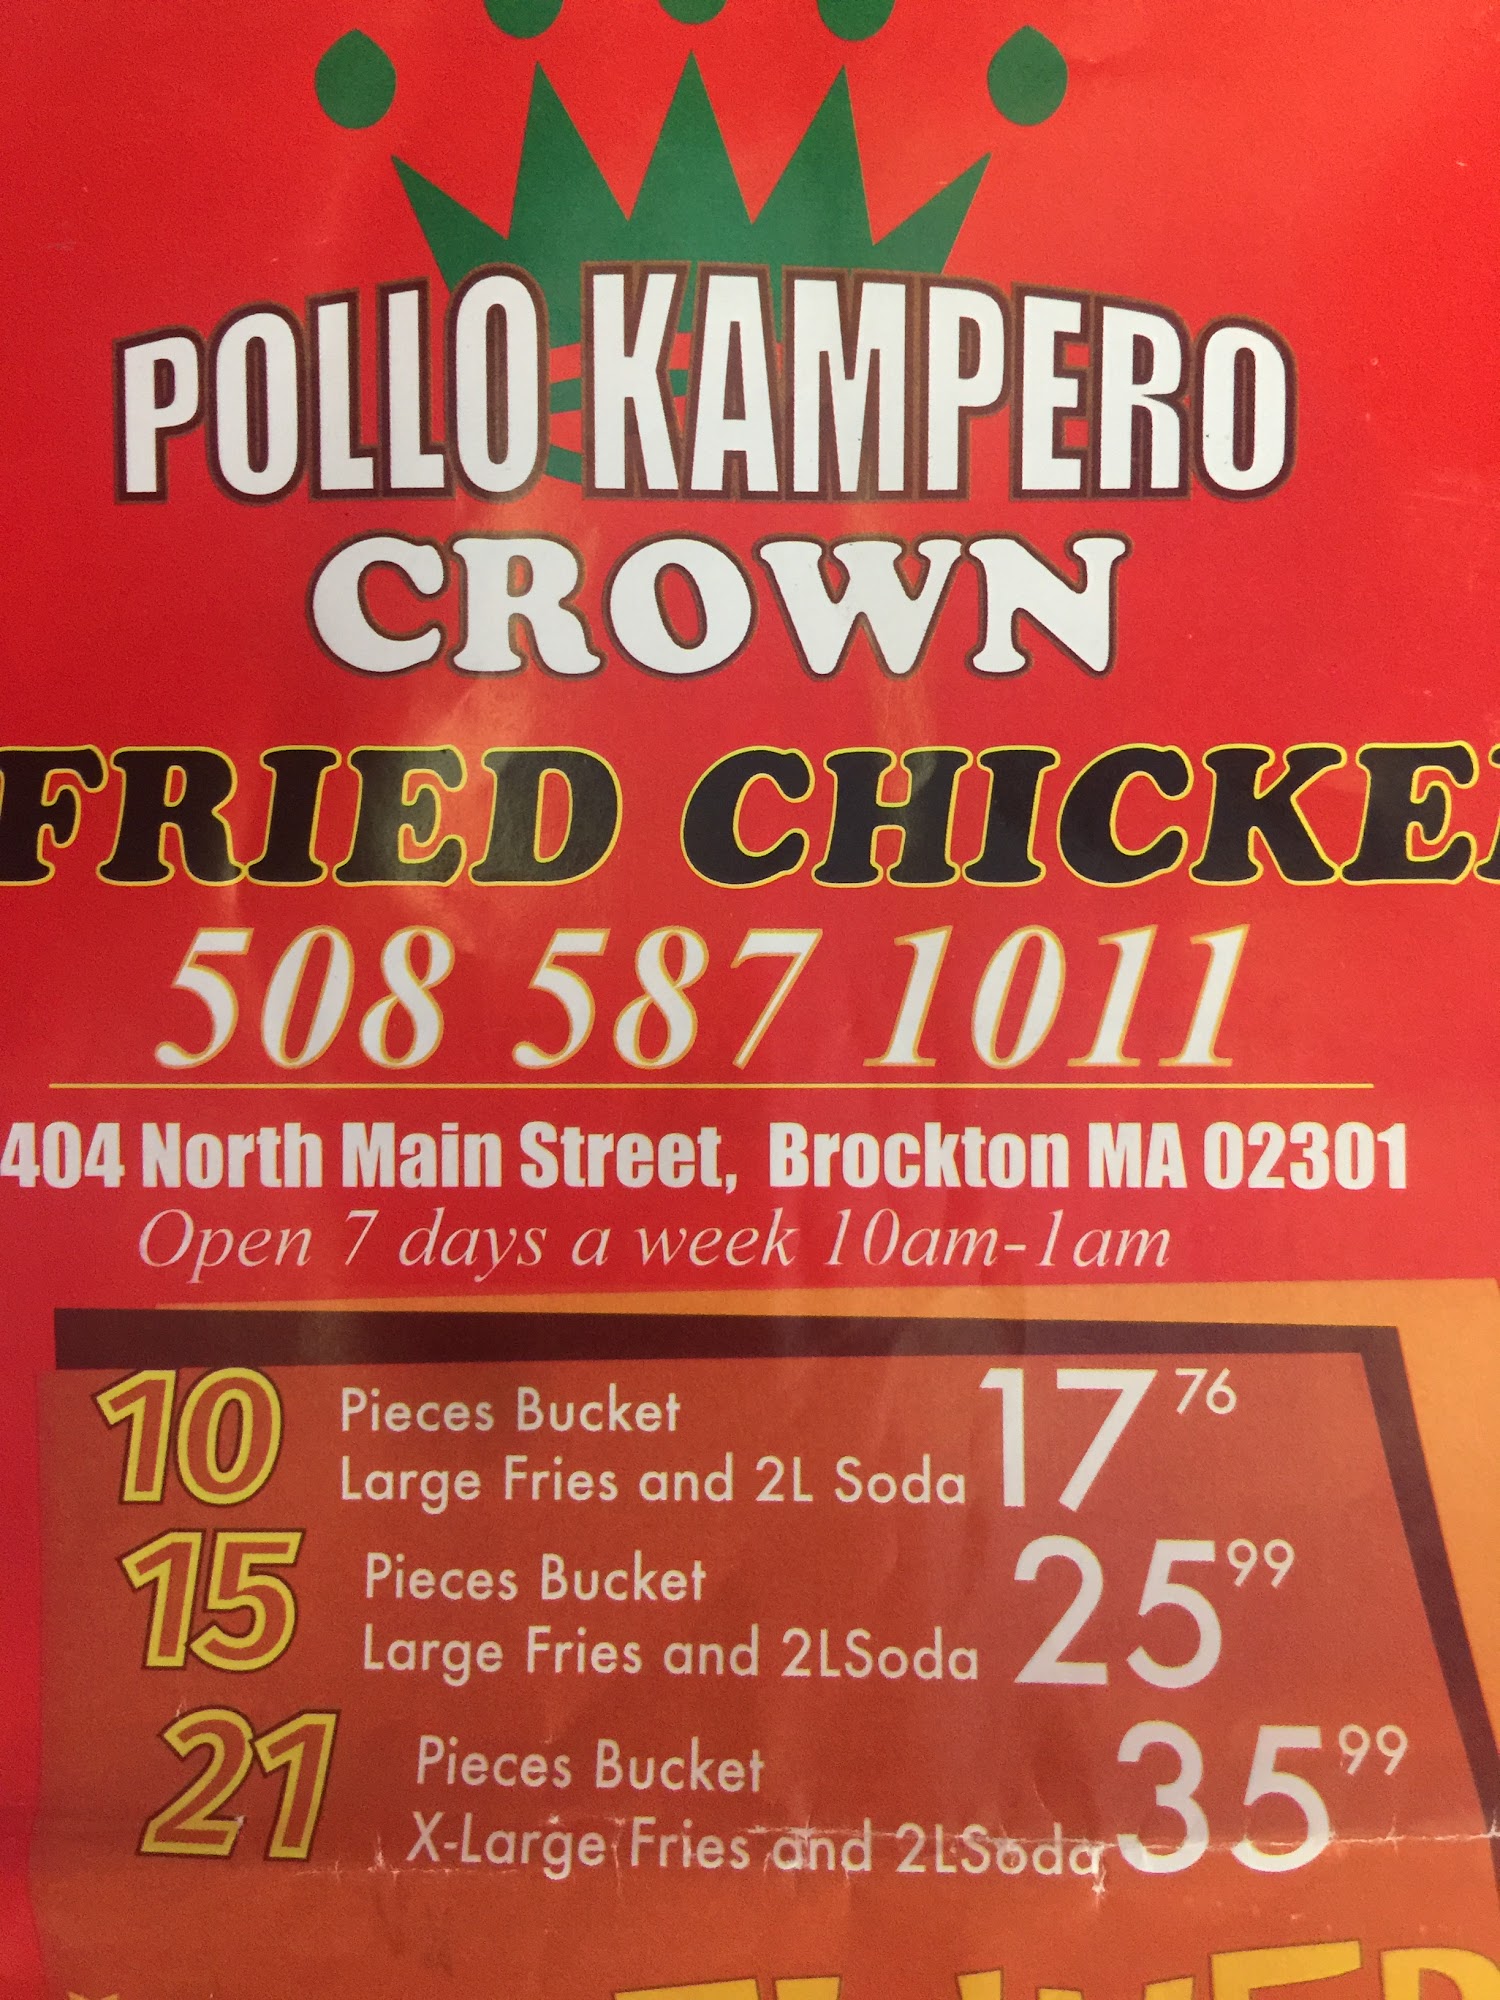 POLLO KAMPERO
CROWN
FRIED CHICKE
508 587 1011
404 North Main Street, Brockton MA 02301
Open 7 days a week 10am-1am
10 Pieces Bucket
Large Fries and 2L Soda 17 76
15 Pieces Bucket
Large Fries and 2LSoda 25 99
21 Pieces Bucket
X-Large Fries and 2LSoda 35 99